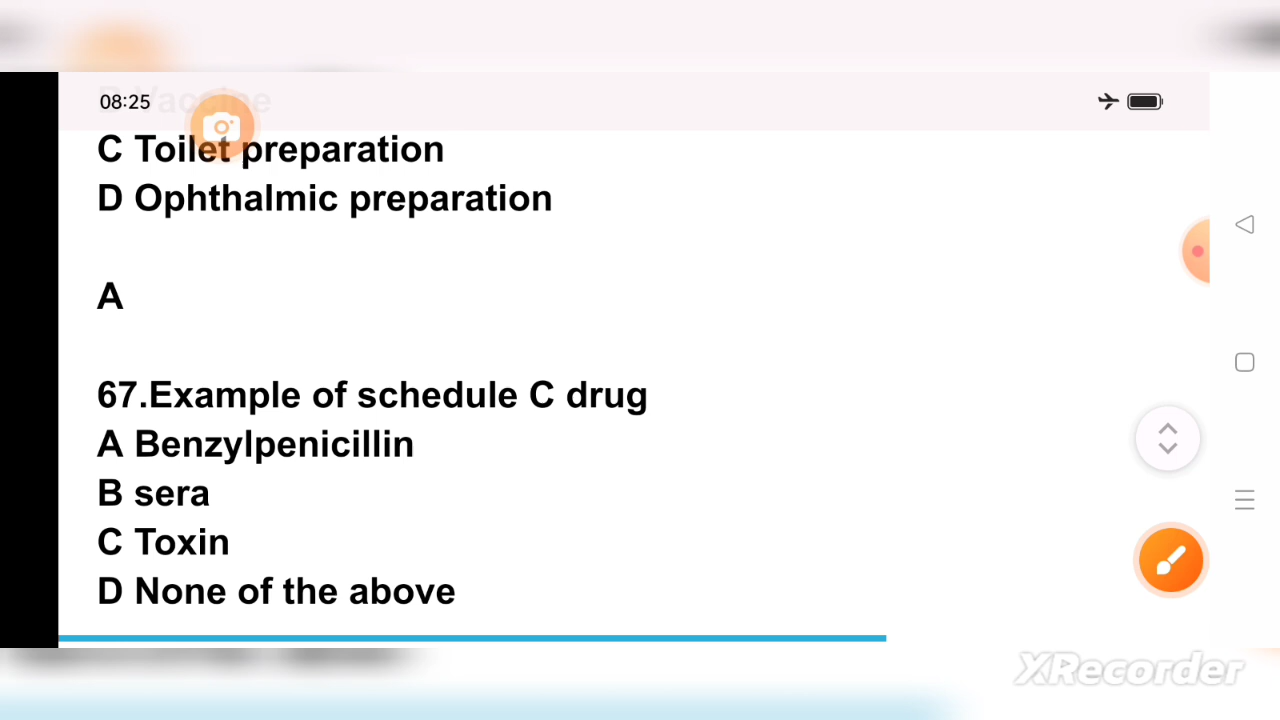 B Vaccine
08:25
C Toilet preparation
D Ophthalmic preparation
A
67.Example of schedule C drug
A Benzylpenicillin
B sera
C Toxin
D None of the above
XRecorder